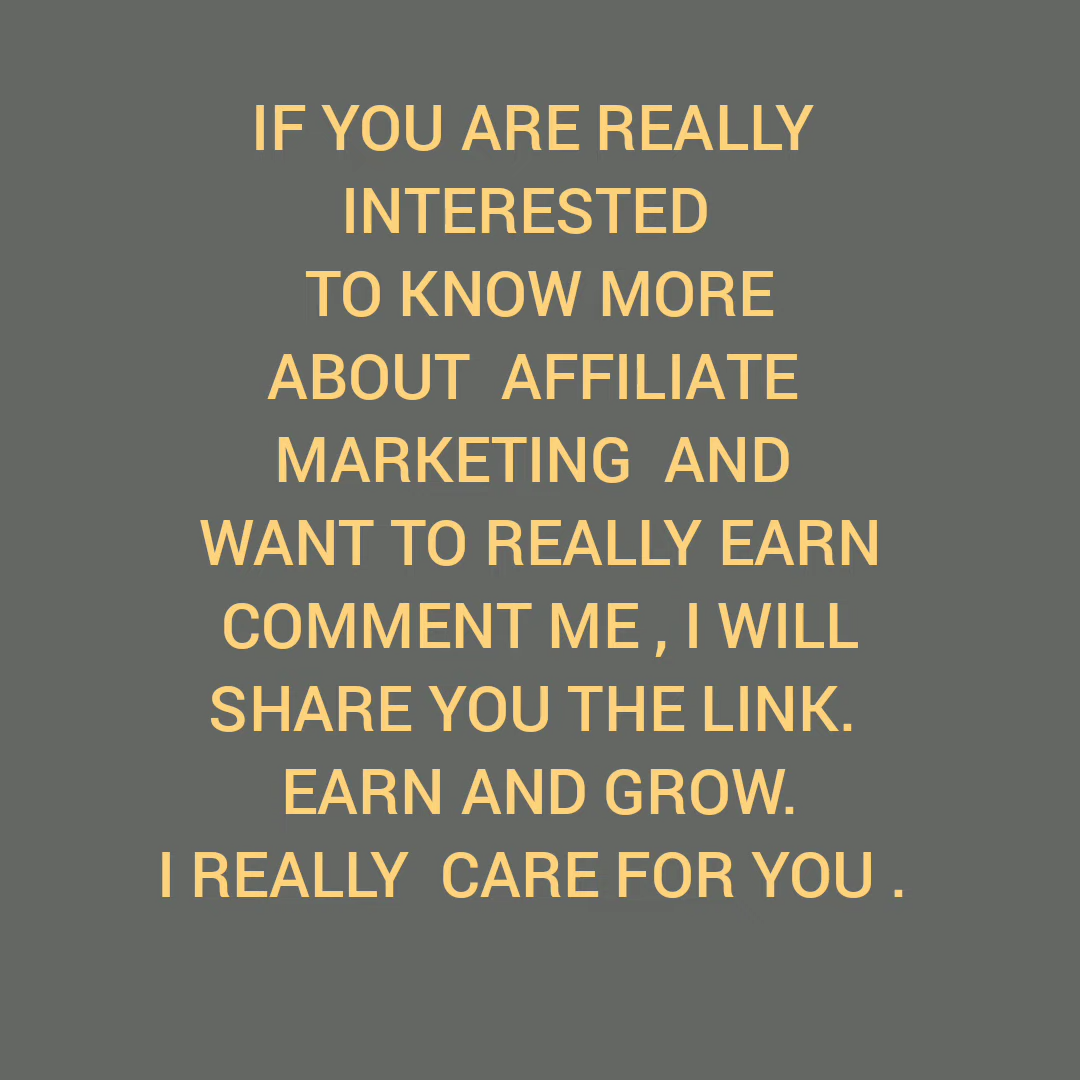 IF YOU ARE REALLY
INTERESTED
TO KNOW MORE
ABOUT AFFILIATE
MARKETING AND
WANT TO REALLY EARN
COMMENT ME , I WILL
SHARE YOU THE LINK.
EARN AND GROW.
I REALLY CARE FOR YOU .